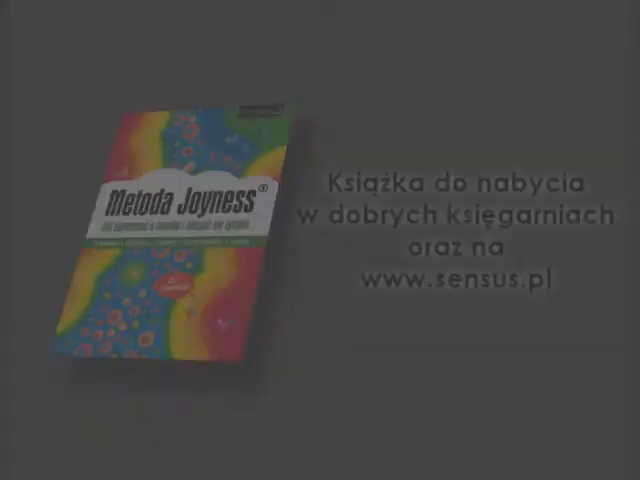 Metoda Joyness®
Książka do nabycia
w dobrych księgarniach
oraz na
www.sensus.pl